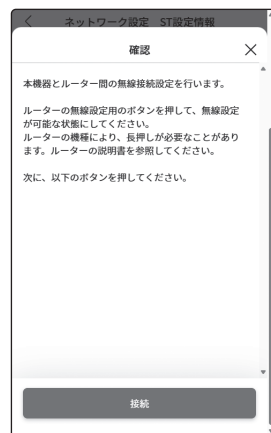 ネットワーク設定 ST設定情報
確認
本機器とルーター間の無線接続設定を行います。
ルーターの無線設定用のボタンを押して、無線設定
が可能な状態にしてください。
ルーターの機種により、長押しが必要なことがあり
ます。ルーターの説明書を参照してください。
次に、以下のボタンを押してください。
接続